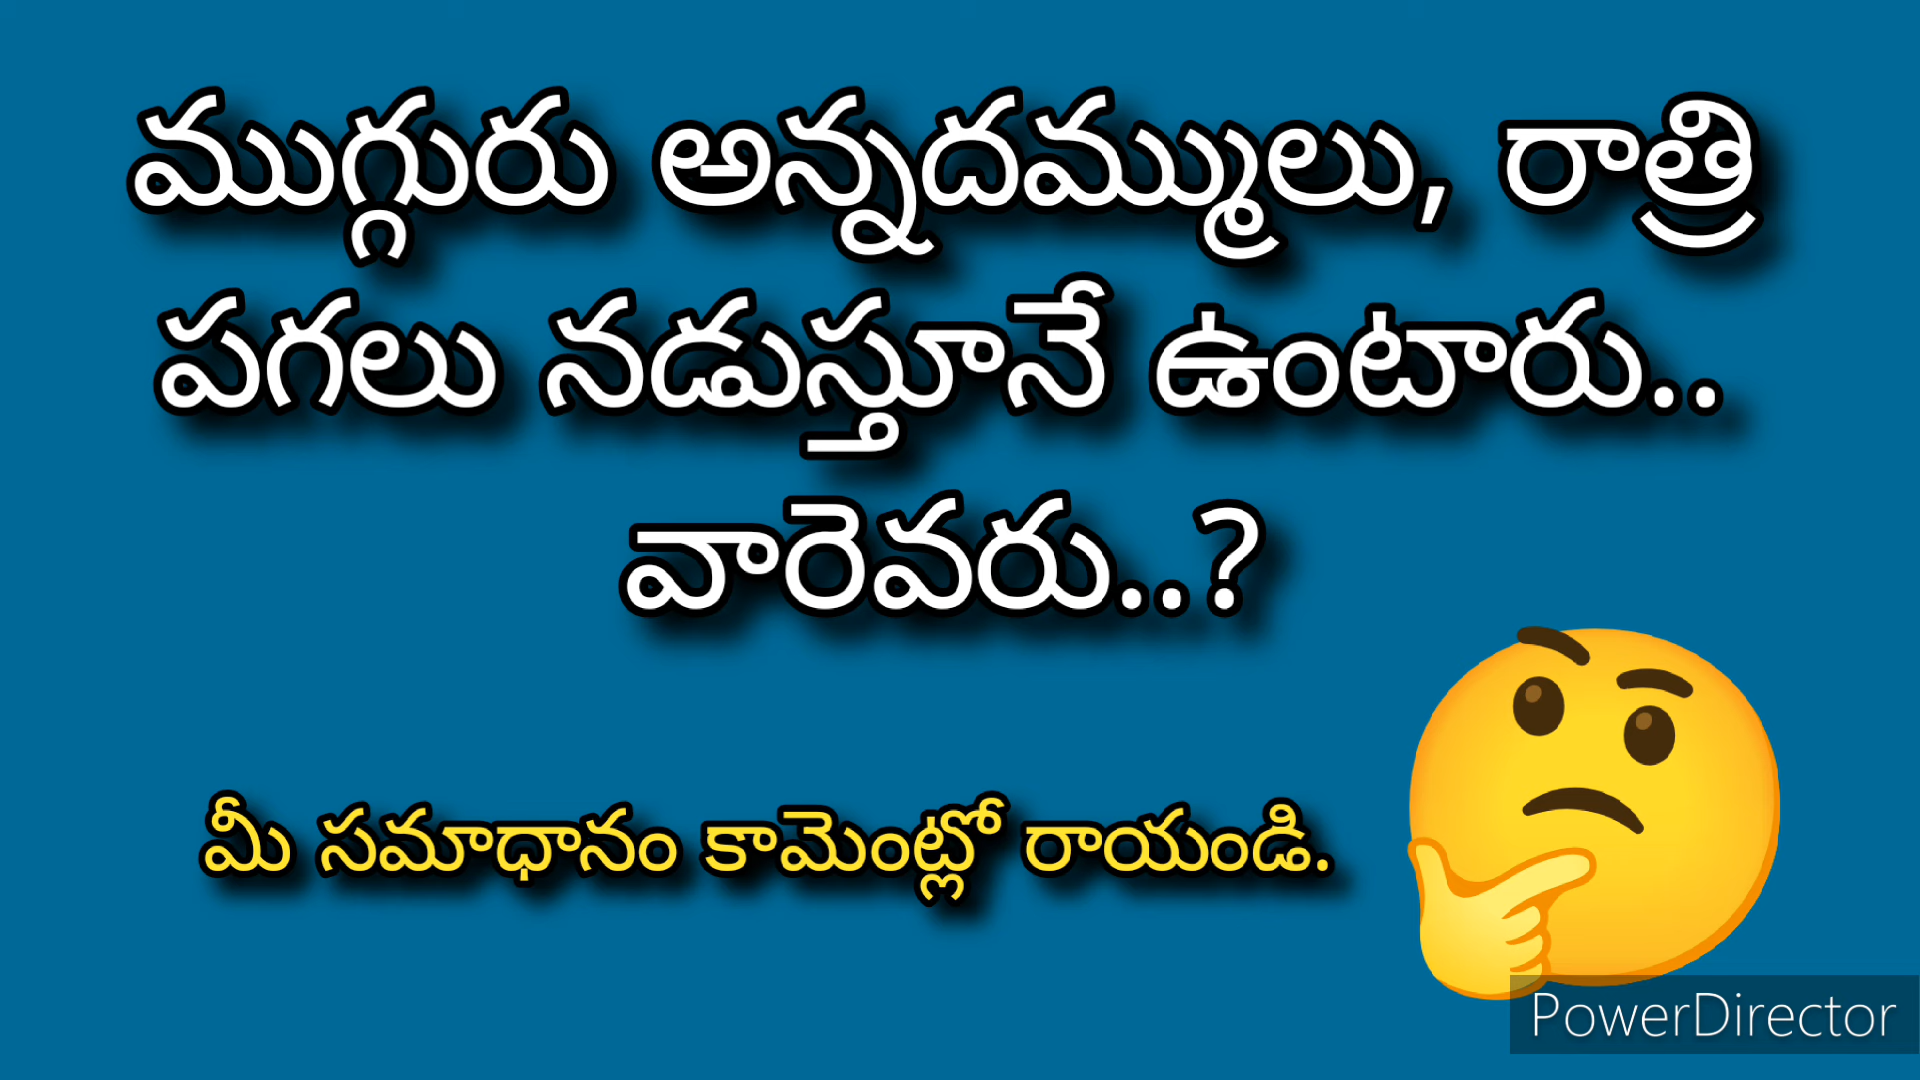 ముగ్గురు అన్నదమ్ములు, రాత్రి
పగలు నడుస్తూనే ఉంటారు..
వారెవరు..?
మీ సమాధానం కామెంట్లో రాయండి.
PowerDirector